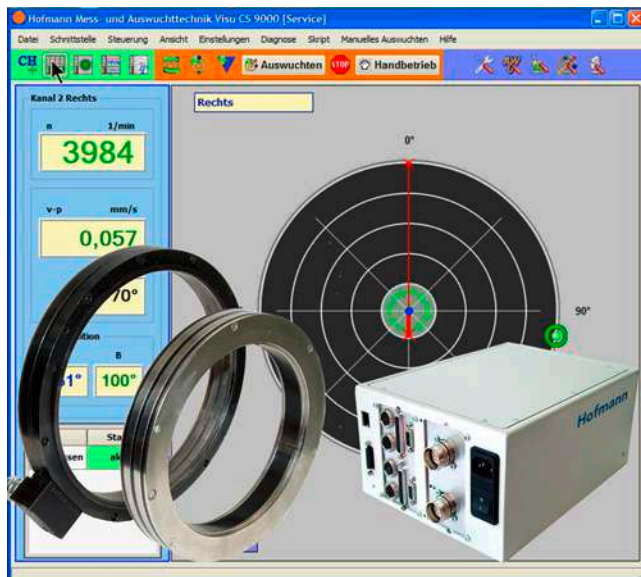 Hofmann Mess- und Auswuchttechnik Visu CS 9000 [Service]
Datei Schnittstelle Steuerung Ansicht Einstellungen Diagnose Skript Manuelles Auswuchten Hilfe
CH
Auswuchten STOP Handbetrieb
Kanal 2 Rechts
Rechts
n 1/min
3984
0°
v-p mm/s
0,057
70°
90°
B
100°
Hofmann